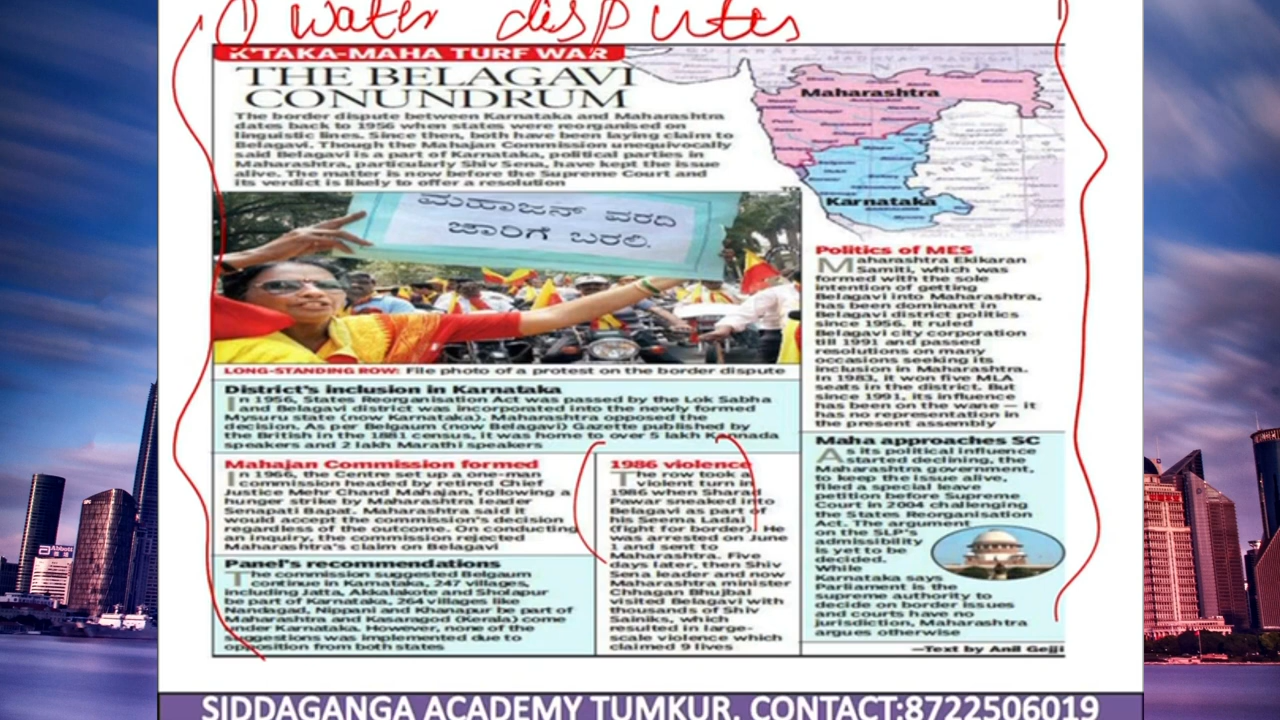 1) water disputes
K'TAKA-MAHA TURF WAR
THE BELAGAVI
CONUNDRUM
The border dispute between Karnataka and Maharashtra
dates back to 1956 when states were reorganised on
linguistic lines. Since then, both have been laying claim to
Belagavi. Though the Mahajan Commission unequivocally
said Belagavi is a part of Karnataka, political parties in
Maharashtra, particularly Shiv Sena, have kept the issue
alive. The matter is now before the Supreme Court and
its verdict is likely to offer a resolution
Maharashtra
Karnataka
ಮಹಾಜನ್ ವರದಿ
ಜಾರಿಗೆ ಬರಲಿ.
LONG-STANDING ROW: File photo of a protest on the border dispute
District's inclusion in Karnataka
In 1956, States Reorganisation Act was passed by the Lok Sabha
and Belagavi district was incorporated into the newly formed
Mysuru state (now Karnataka). Maharashtra opposed the
decision. As per Belgaum (now Belagavi) Gazette published by
the British in the 1881 census, it was home to over 5 lakh Kannada
speakers and 2 lakh Marathi speakers
Mahajan Commission formed
In 1966, the Centre set up a one-man
commission headed by retired Chief
Justice Mehr Chand Mahajan, following a
hunger strike by Maharashtra leader
Senapati Bapat. Maharashtra said it
would accept the commission's decision
regardless of the outcome. On conducting
an inquiry, the commission rejected
Maharashtra's claim on Belagavi
Panel's recommendations
The commission suggested Belgaum
continue in Karnataka, 247 villages,
including Jatta, Akkalakote and Sholapur
be part of Karnataka, 264 villages like
Nandagad, Nippani and Khanapur be part of
Maharashtra and Kasaragod (Kerala) come
under Karnataka. However, none of the
suggestions was implemented due to
opposition from both states
1986 violence
The row took a
violent turn in
1986 when Sharad
Pawar sneaked into
Belagavi as part of
his Seema Ladai
(fight for border). He
was arrested on June
1 and sent to
Maharashtra. Five
days later, then Shiv
Sena leader and now
Maharashtra minister
Chhagan Bhujbal
visited Belagavi with
thousands of Shiv
Sainiks, which
resulted in large-
scale violence which
claimed 9 lives
Politics of MES
Maharashtra Ekikaran
Samiti, which was
formed with the sole
intention of getting
Belagavi into Maharashtra,
has been dominant in
Belagavi district politics
since 1956. It ruled
Belagavi city corporation
till 1991 and passed
resolutions on many
occasions seeking its
inclusion in Maharashtra.
In 1983, it won five MLA
seats in the district. But
since 1991, its influence
has been on the wane — it
has no representation in
the present assembly
Maha approaches SC
As its political influence
started declining, the
Maharashtra government,
to keep the issue alive,
filed a special leave
petition before Supreme
Court in 2004 challenging
the States Reorganisation
Act. The argument
on the SLP's
admissibility
is yet to be
decided.
While
Karnataka says
Parliament is the
supreme authority to
decide on border issues
and courts have no
jurisdiction, Maharashtra
argues otherwise
—Text by Anil Gejji
Abbott
SIDDAGANGA ACADEMY TUMKUR. CONTACT:8722506019